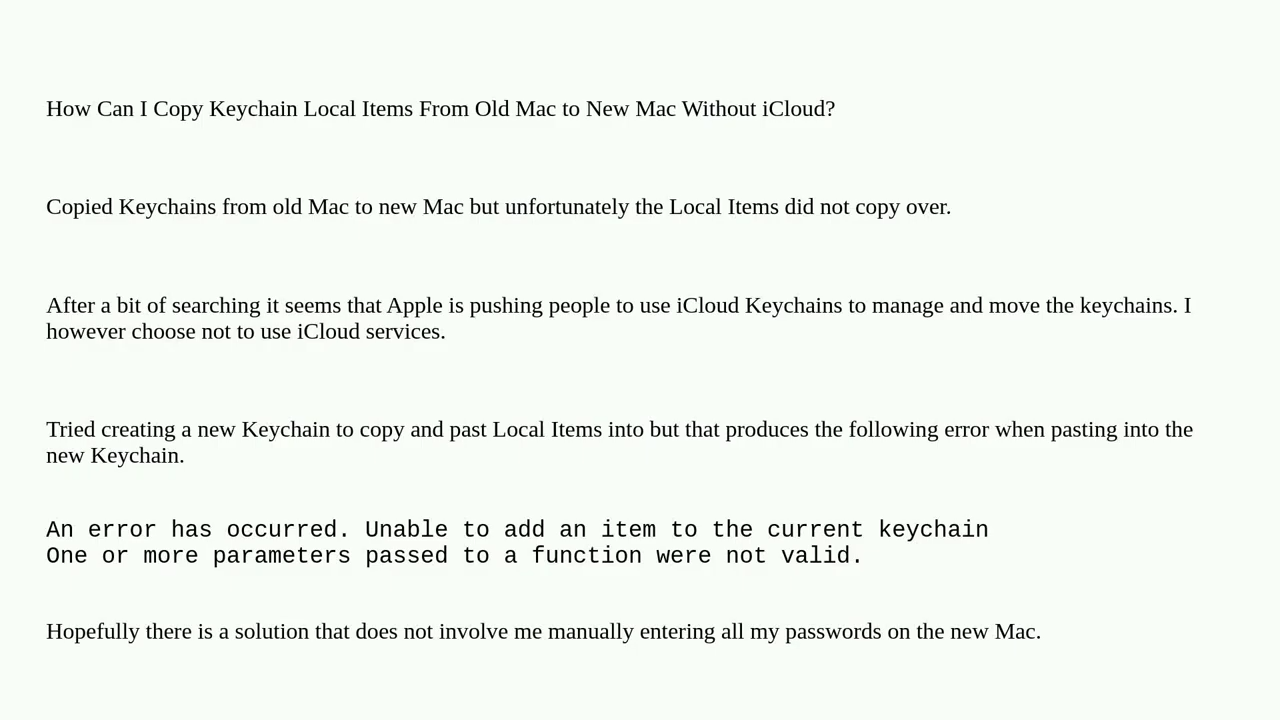 How Can I Copy Keychain Local Items From Old Mac to New Mac Without iCloud?
Copied Keychains from old Mac to new Mac but unfortunately the Local Items did not copy over.
After a bit of searching it seems that Apple is pushing people to use iCloud Keychains to manage and move the keychains. I
however choose not to use iCloud services.
Tried creating a new Keychain to copy and past Local Items into but that produces the following error when pasting into the
new Keychain.
An error has occurred. Unable to add an item to the current keychain
One or more parameters passed to a function were not valid.
Hopefully there is a solution that does not involve me manually entering all my passwords on the new Mac.